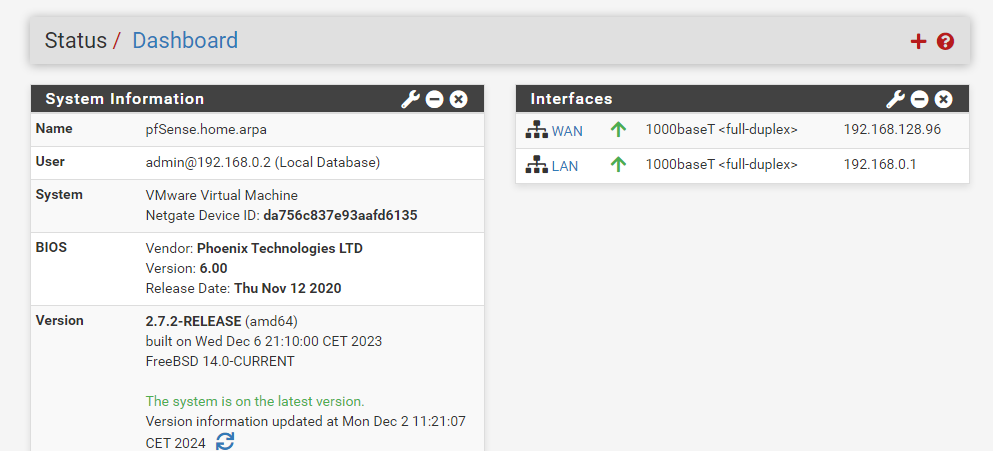 Status / Dashboard
System Information
Name pfSense.home.arpa
User admin@192.168.0.2 (Local Database)
System VMware Virtual Machine
Netgate Device ID: da756c837e93aafd6135
BIOS Vendor: Phoenix Technologies LTD
Version: 6.00
Release Date: Thu Nov 12 2020
Version 2.7.2-RELEASE (amd64)
built on Wed Dec 6 21:10:00 CET 2023
FreeBSD 14.0-CURRENT
The system is on the latest version.
Version information updated at Mon Dec 2 11:21:07
CET 2024
Interfaces
WAN 1000baseT <full-duplex> 192.168.128.96
LAN 1000baseT <full-duplex> 192.168.0.1